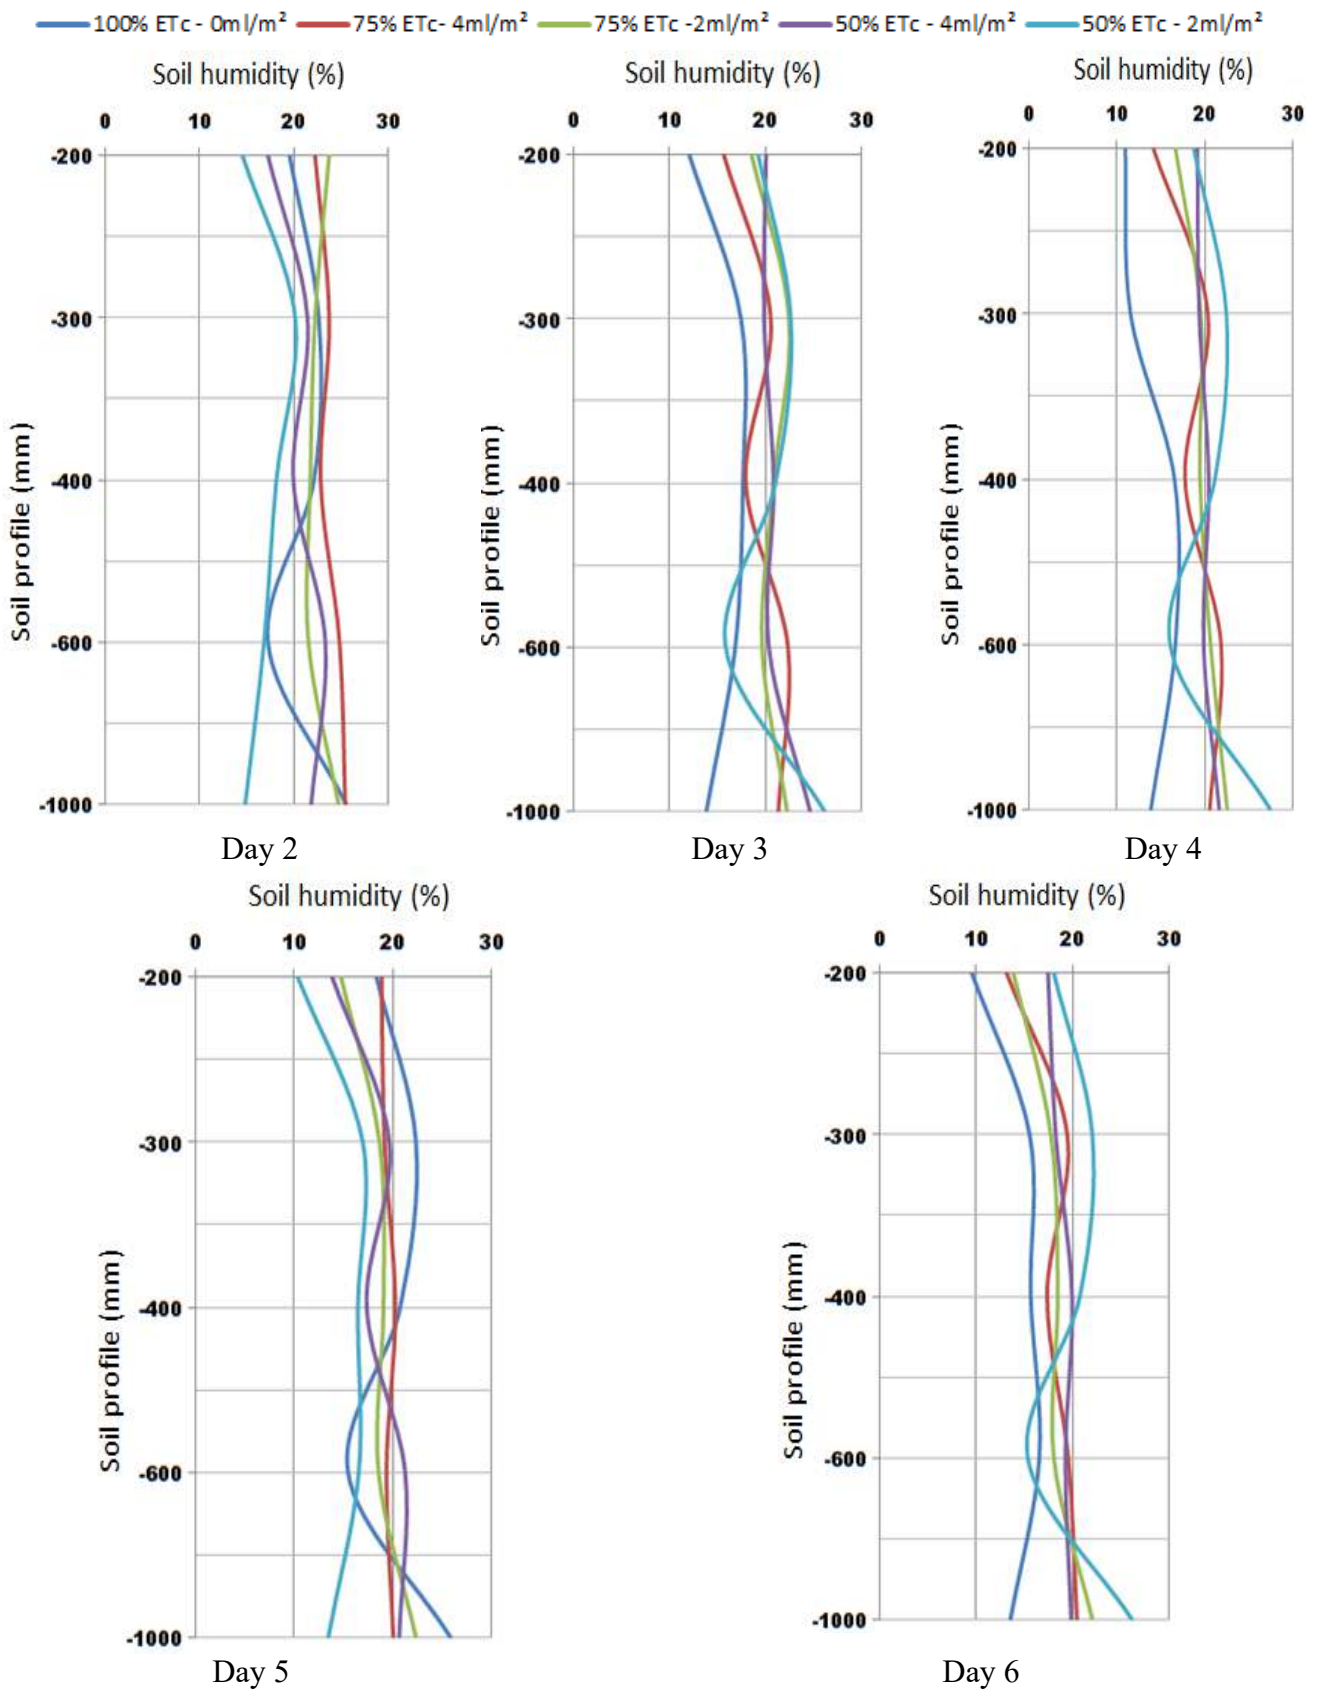 100% ETc - 0ml/m² 75% ETc- 4ml/m² 75% ETc -2ml/m² 50% ETc - 4ml/m² 50% ETc - 2ml/m²
Soil humidity (%) Soil humidity (%) Soil humidity (%)
0 10 20 30 0 10 20 30 0 10 20 30
-200 -200 -200
-300 -300 -300
-400 -400 -400
-600 -600 -600
-1000 -1000 -1000
Soil profile (mm) Soil profile (mm) Soil profile (mm)
Day 2 Day 3 Day 4
Soil humidity (%) Soil humidity (%)
0 10 20 30 0 10 20 30
-200 -200
-300 -300
-400 -400
-600 -600
-1000 -1000
Soil profile (mm) Soil profile (mm)
Day 5 Day 6